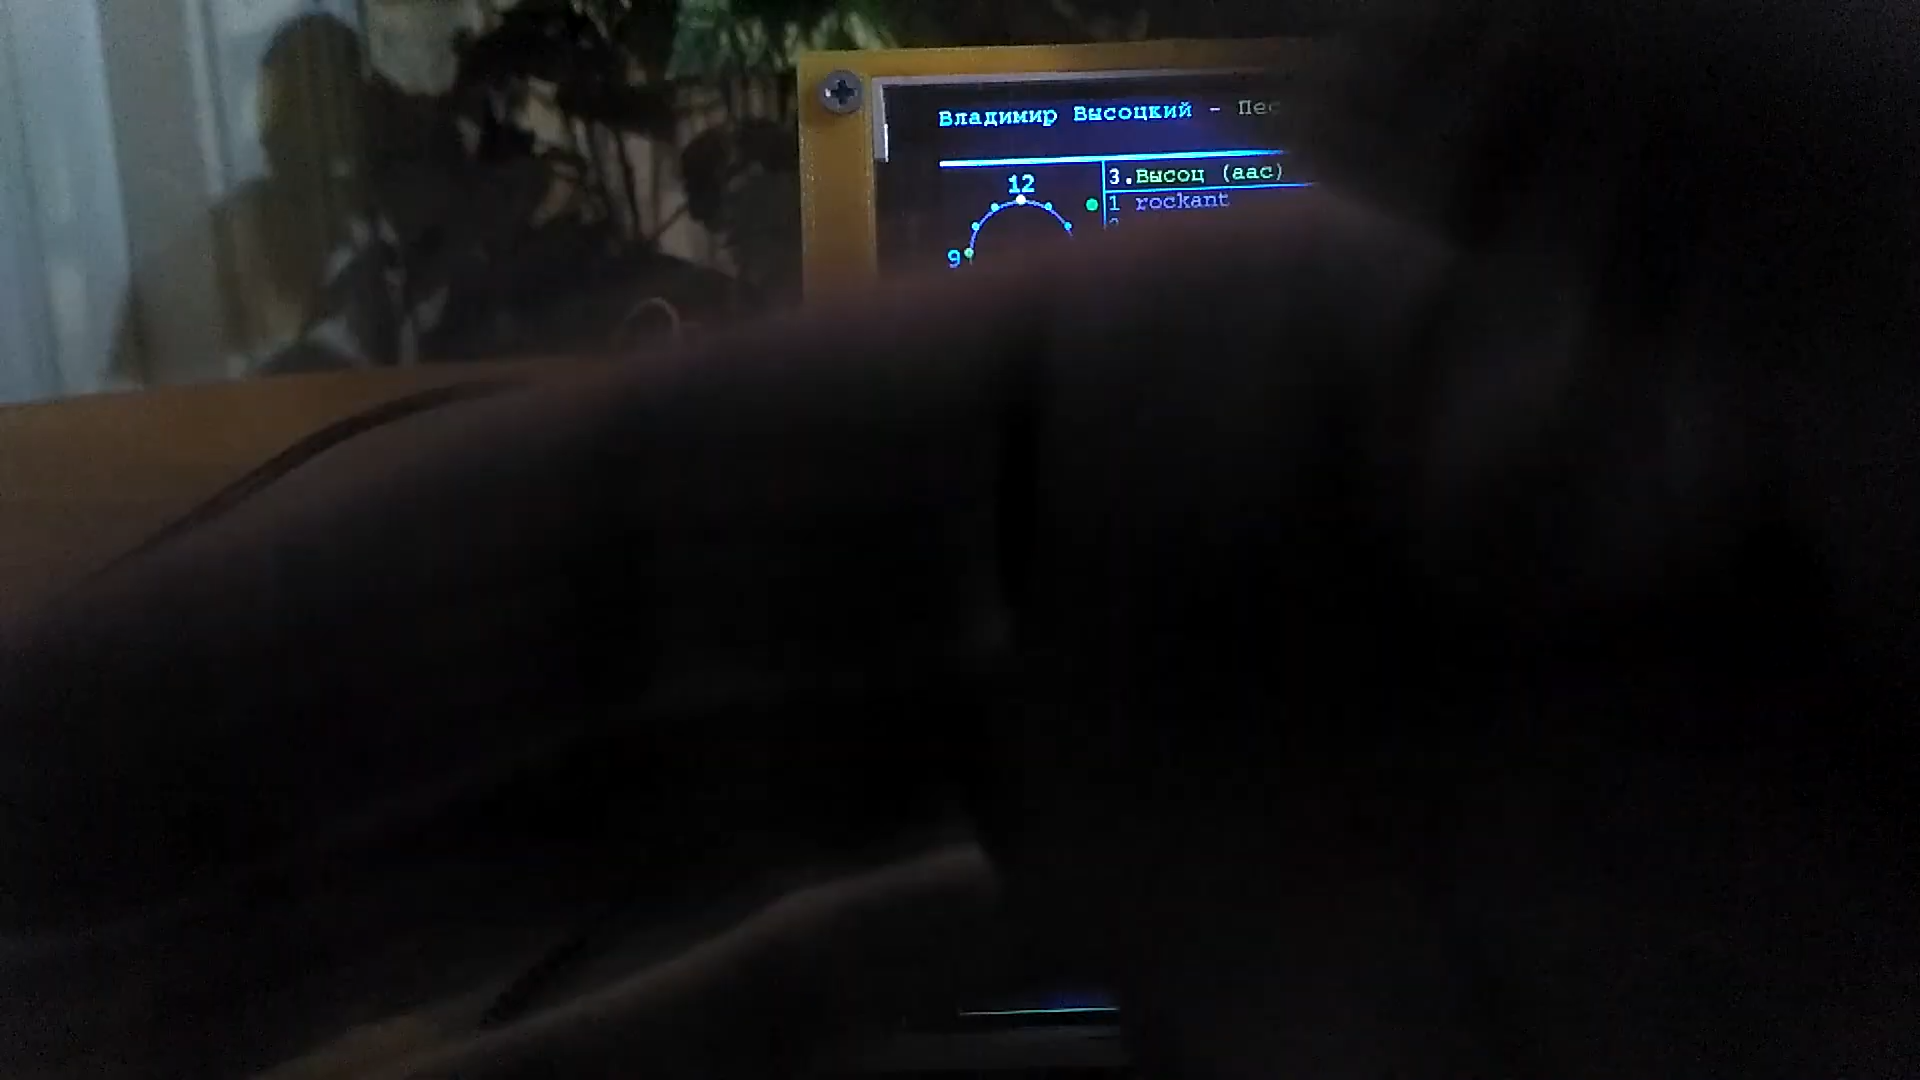 Владимир Высоцкий - Пес
12
3.Высоц (aac)
1 rockant
9